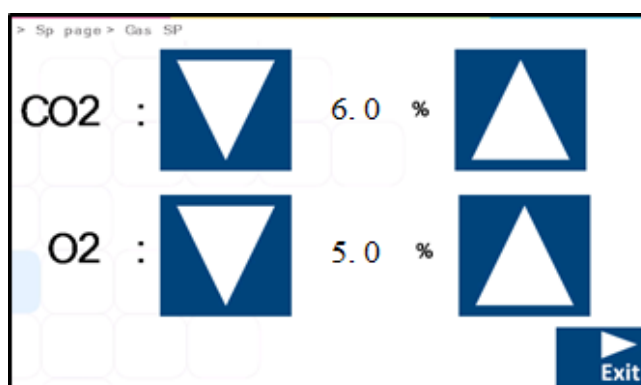 > Sp page > Gas SP
CO2 : 6.0 %
O2 : 5.0 %
Exit